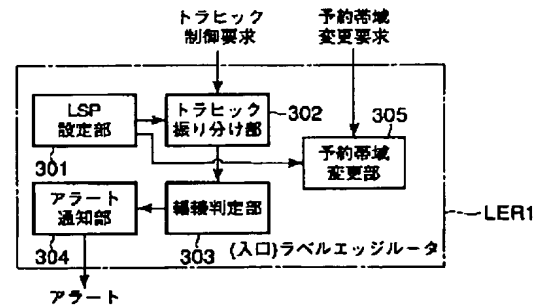 トラヒック
制御要求
予約帯域
変更要求
LSP
設定部
301
トラヒック
振り分け部
302
305
予約帯域
変更部
アラート
通知部
304
輻輳判定部
303
(入口)ラベルエッジルータ
LER1
アラート